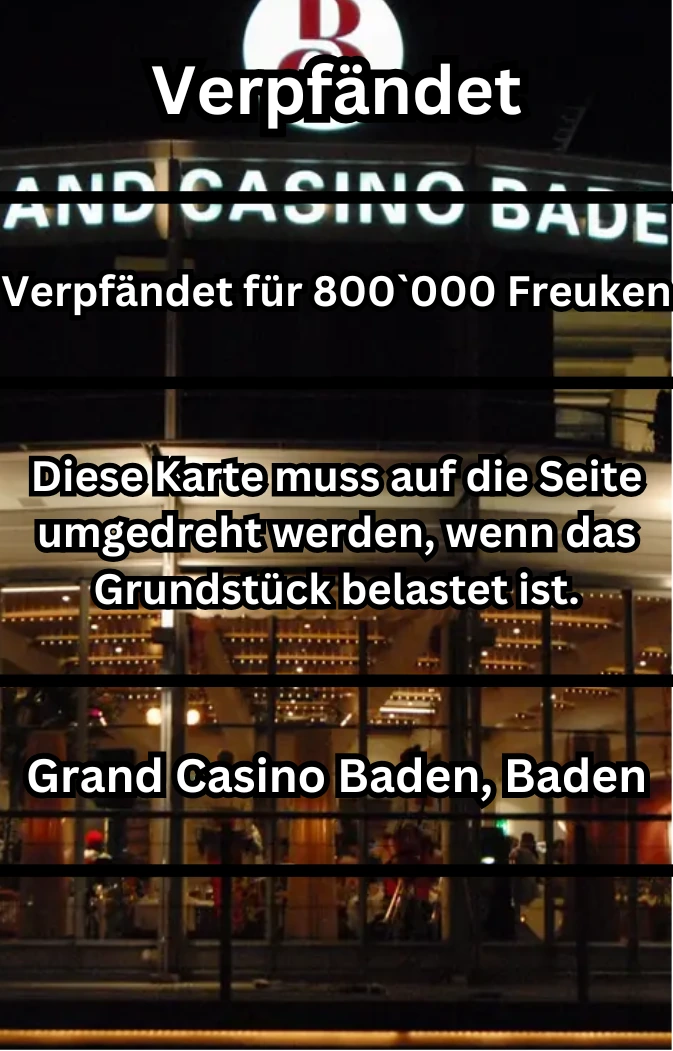 B
Verpfändet
AND CASINO BADE
Verpfändet für 800`000 Freuken
Diese Karte muss auf die Seite
umgedreht werden, wenn das
Grundstück belastet ist.
Grand Casino Baden, Baden